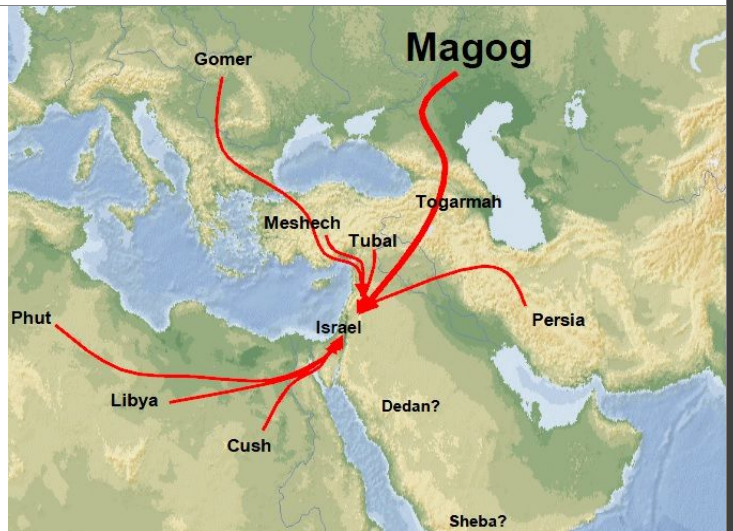 Magog
Gomer
Togarmah
Meshech
Tubal
Phut
Israel
Persia
Libya
Dedan?
Cush
Sheba?